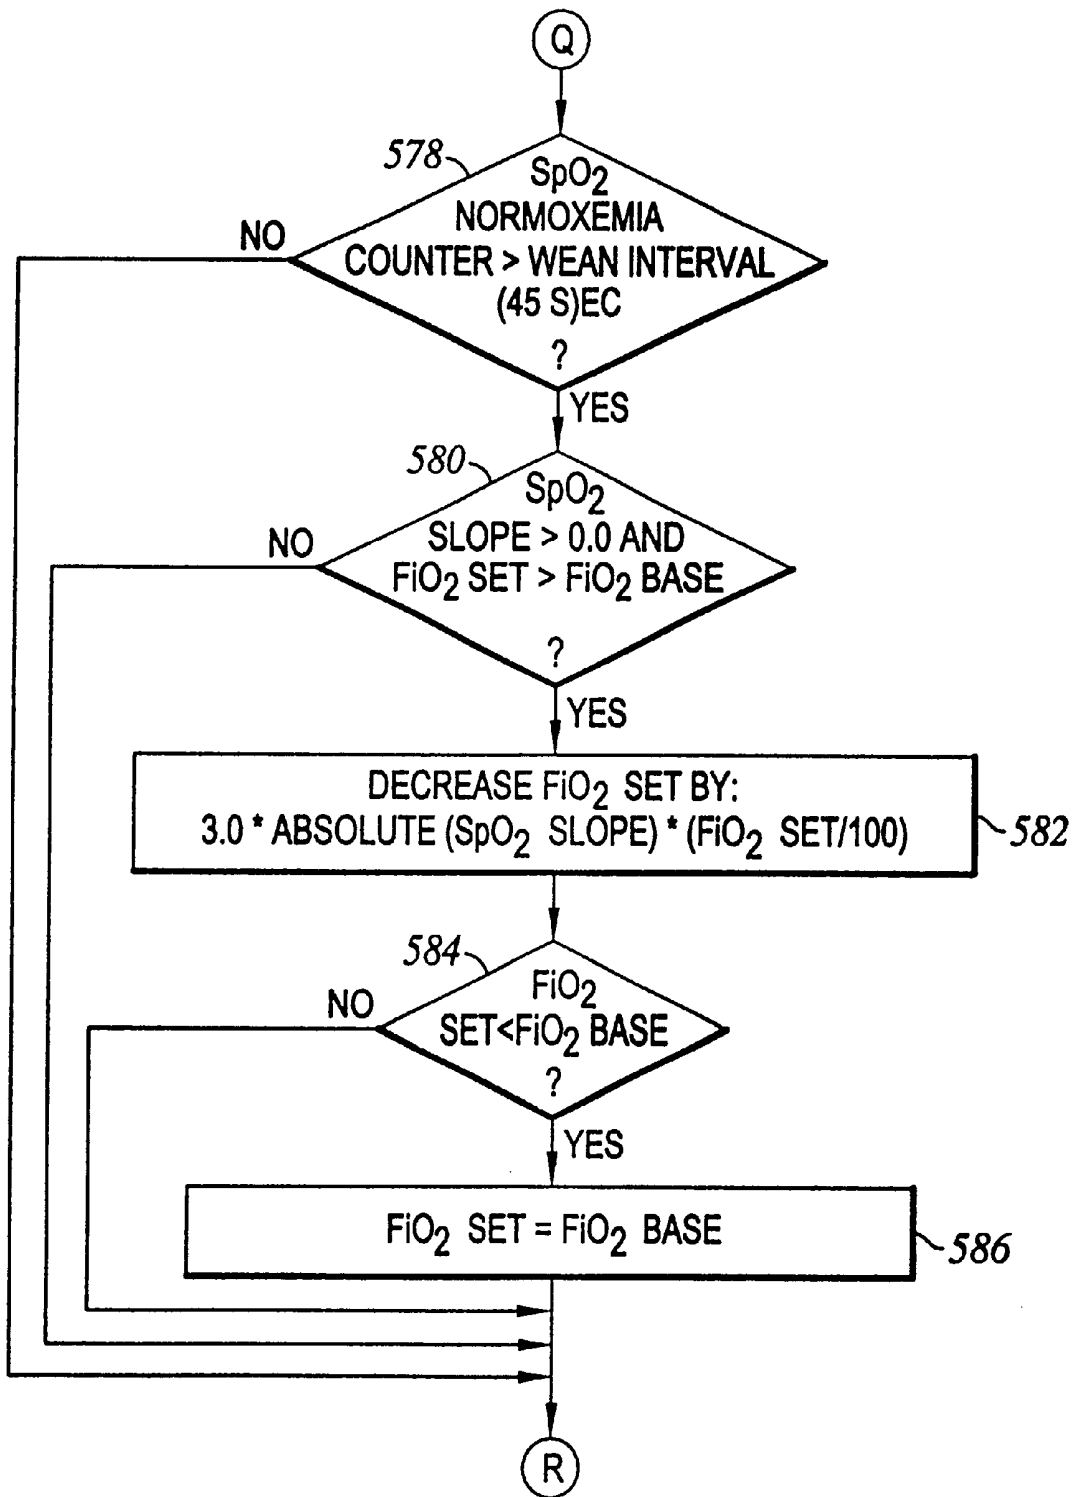 Q
578
SpO2
NORMOXEMIA
NO
COUNTER > WEAN INTERVAL
(45 S)EC
?
YES
580
SpO2
NO
SLOPE > 0.0 AND
FiO2 SET > FiO2 BASE
?
YES
DECREASE FiO2 SET BY:
3.0 * ABSOLUTE (SpO2 SLOPE) * (FiO2 SET/100)
582
584
FiO2
NO
SET<FiO2 BASE
?
YES
FiO2 SET = FiO2 BASE
586
R